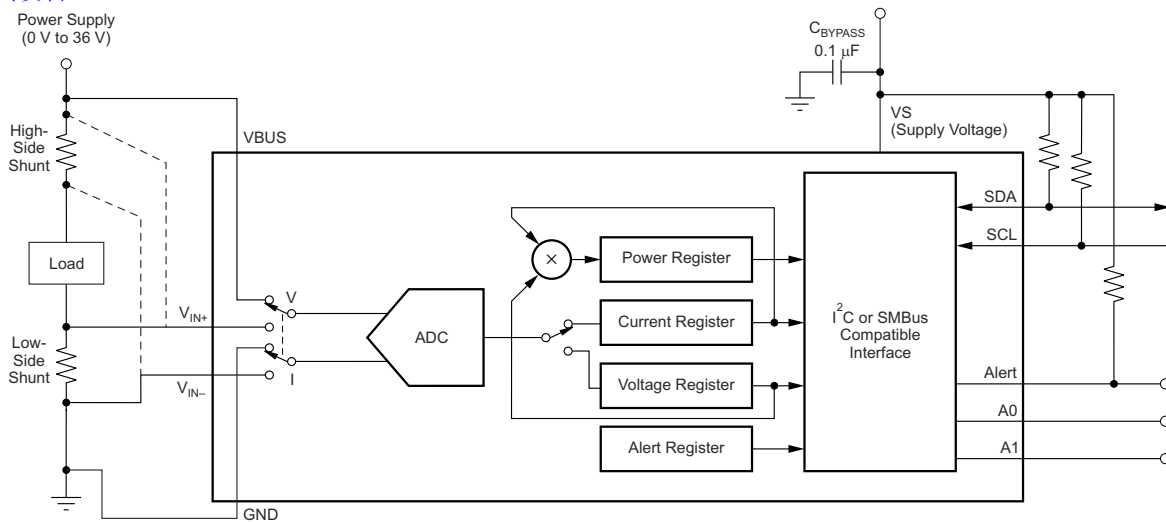 Power Supply
(0 V to 36 V)
CBYPASS
0.1 μF
VS
(Supply Voltage)
High-
Side
Shunt
VBUS
SDA
SCL
Load
×
Power Register
V
VIN+
ADC
Current Register
I²C or SMBus
Compatible
Interface
Low-
Side
Shunt
VIN–
I
Voltage Register
Alert
A0
Alert Register
A1
GND